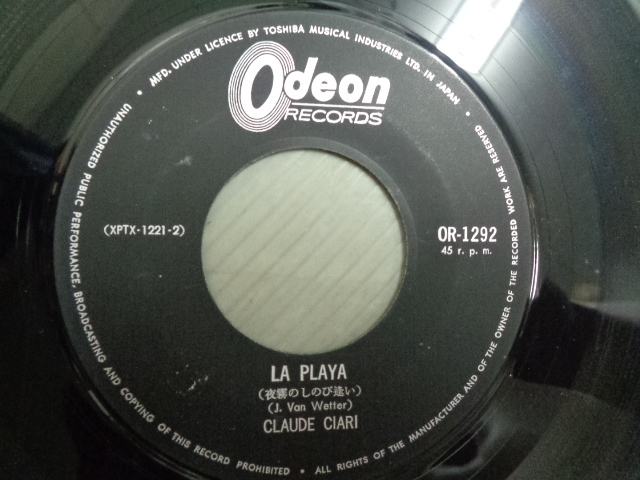 MFD. UNDER LICENCE BY TOSHIBA MUSICAL INDUSTRIES LTD. IN JAPAN
Odeon
RECORDS
(XPTX-1221-2)
OR-1292
45 r. p. m.
LA PLAYA
(夜霧のしのび逢い)
(J. Van Wetter)
CLAUDE CIARI
UNAUTHORIZED PUBLIC PERFORMANCE, BROADCASTING AND COPYING OF THIS RECORD PROHIBITED • ALL RIGHTS OF THE MANUFACTURER AND OF THE OWNER OF THE RECORDED WORK ARE RESERVED